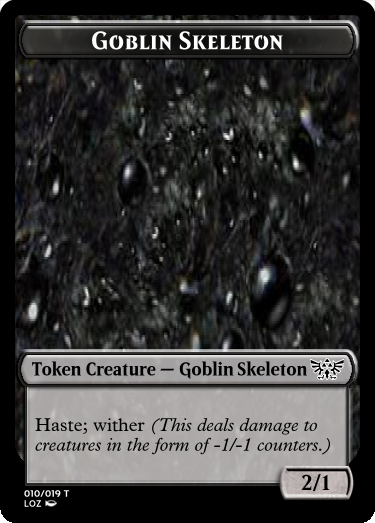 Goblin Skeleton
Token Creature — Goblin Skeleton
Haste; wither (This deals damage to
creatures in the form of -1/-1 counters.)
2/1
010/019 T
LOZ